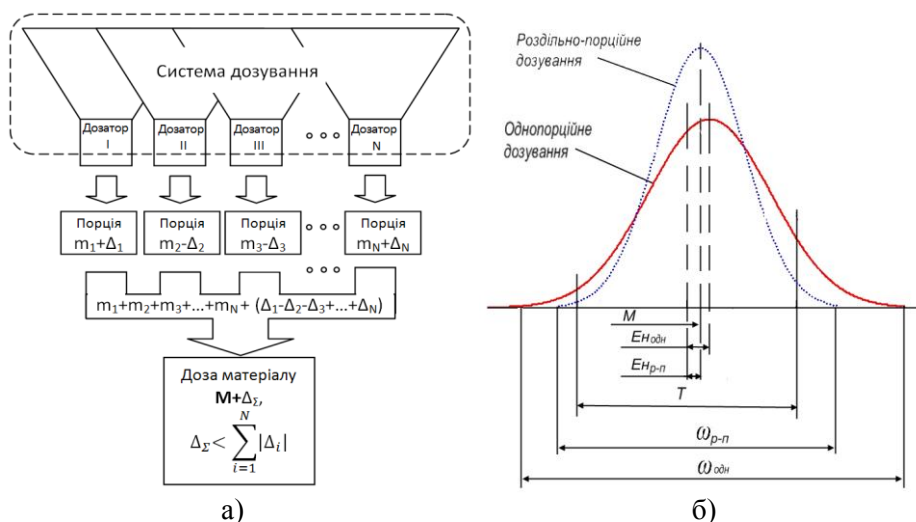 Система дозування
Дозатор Дозатор Дозатор Дозатор
I II III N
Порція Порція Порція Порція
m₁+Δ₁ m₂-Δ₂ m₃-Δ₃ mN+ΔN
m₁+m₂+m₃+...+mN+ (Δ₁-Δ₂-Δ₃+...+ΔN)
Доза матеріалу
M+ΔΣ,
N
ΔΣ< ∑|Δi|
i=1
а)
Роздільно-порційне
дозування
Однопорційне
дозування
M
Eнодн
Eнр-п
T
ωр-п
ωодн
б)